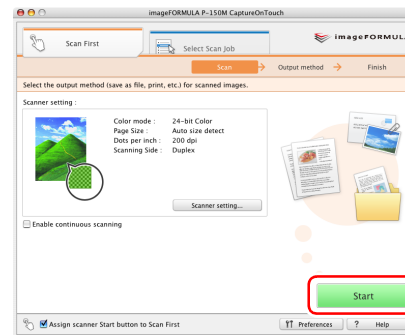 imageFORMULA P-150M CaptureOnTouch
Scan First
Select Scan Job
imageFORMULA
Scan
Output method
Finish
Select the output method (save as file, print, etc.) for scanned images.
Scanner setting :
Color mode : 24-bit Color
Page Size : Auto size detect
Dots per inch : 200 dpi
Scanning Side : Duplex
Scanner setting...
Enable continuous scanning
Start
Assign scanner Start button to Scan First
Preferences
? Help